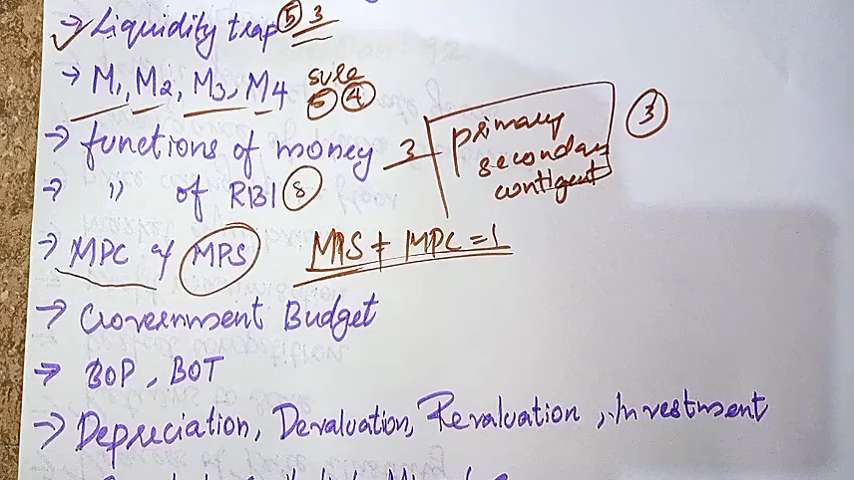 → Liquidity trap ⑤ 3
→ M1, M2, M3, M4 sure ⑤ ④
→ functions of money 3 primary secondary contigent ③
→ " of RBI ⑧
→ MPC & MPS MPS + MPC = 1
→ Government Budget
→ BOP, BOT
→ Depreciation, Devaluation, Revaluation, Investment